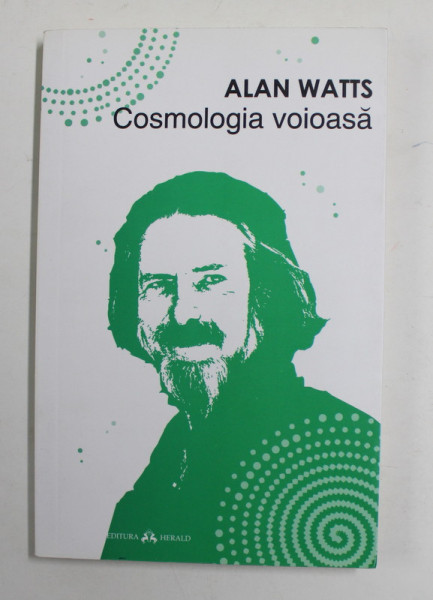 ALAN WATTS
Cosmologia voioasă
EDITURA HERALD